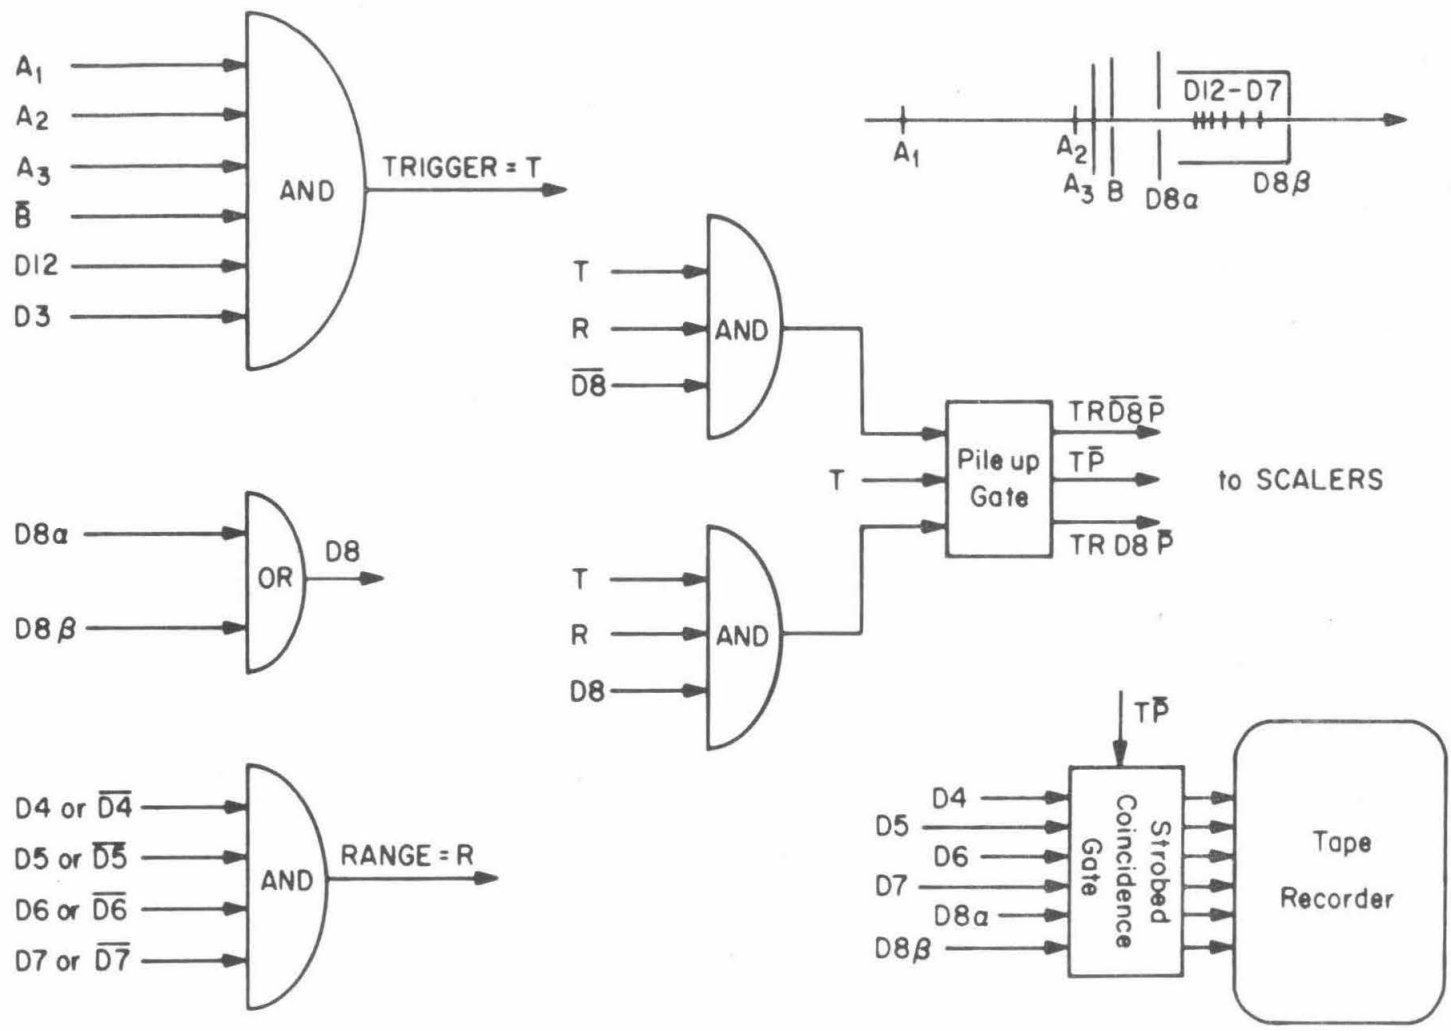 A₁
A₂
A₃
B̄
D12
D3
AND
TRIGGER = T
D8α
D8β
OR
D8
D4 or D̅4̅
D5 or D̅5̅
D6 or D̅6̅
D7 or D̅7̅
AND
RANGE = R
T
R
D̅8̅
AND
T
T
R
D8
AND
Pile up
Gate
TRD̅8̅P̄
TP̄
TR D8 P̄
to SCALERS
D12-D7
A₁
A₂
A₃
B
D8α
D8β
TP̄
D4
D5
D6
D7
D8α
D8β
Strobed
Coincidence
Gate
Tape
Recorder